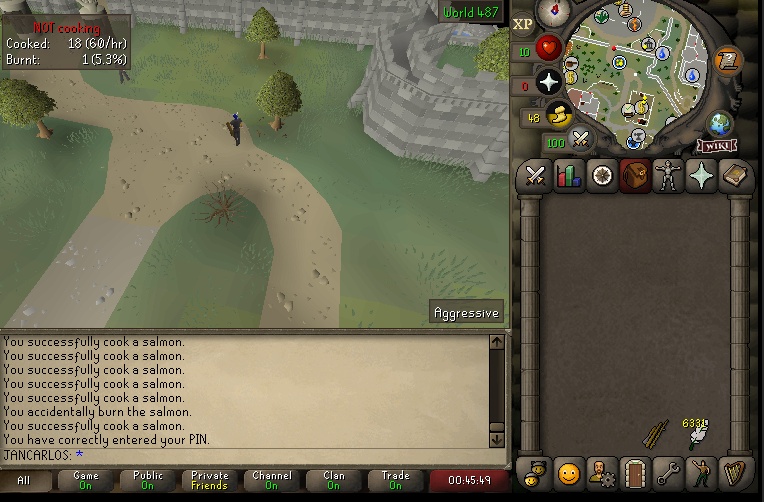 NOT cooking
Cooked: 18 (60/hr)
Burnt: 1 (5.3%)
World 487
XP
10
0
48
100
WIKI
Aggressive
You successfully cook a salmon.
You successfully cook a salmon.
You successfully cook a salmon.
You successfully cook a salmon.
You successfully cook a salmon.
You accidentally burn the salmon.
You successfully cook a salmon.
You have correctly entered your PIN.
JANCARLOS: *
6331
All
Game
On
Public
On
Private
Friends
Channel
On
Clan
On
Trade
On
00:45:49